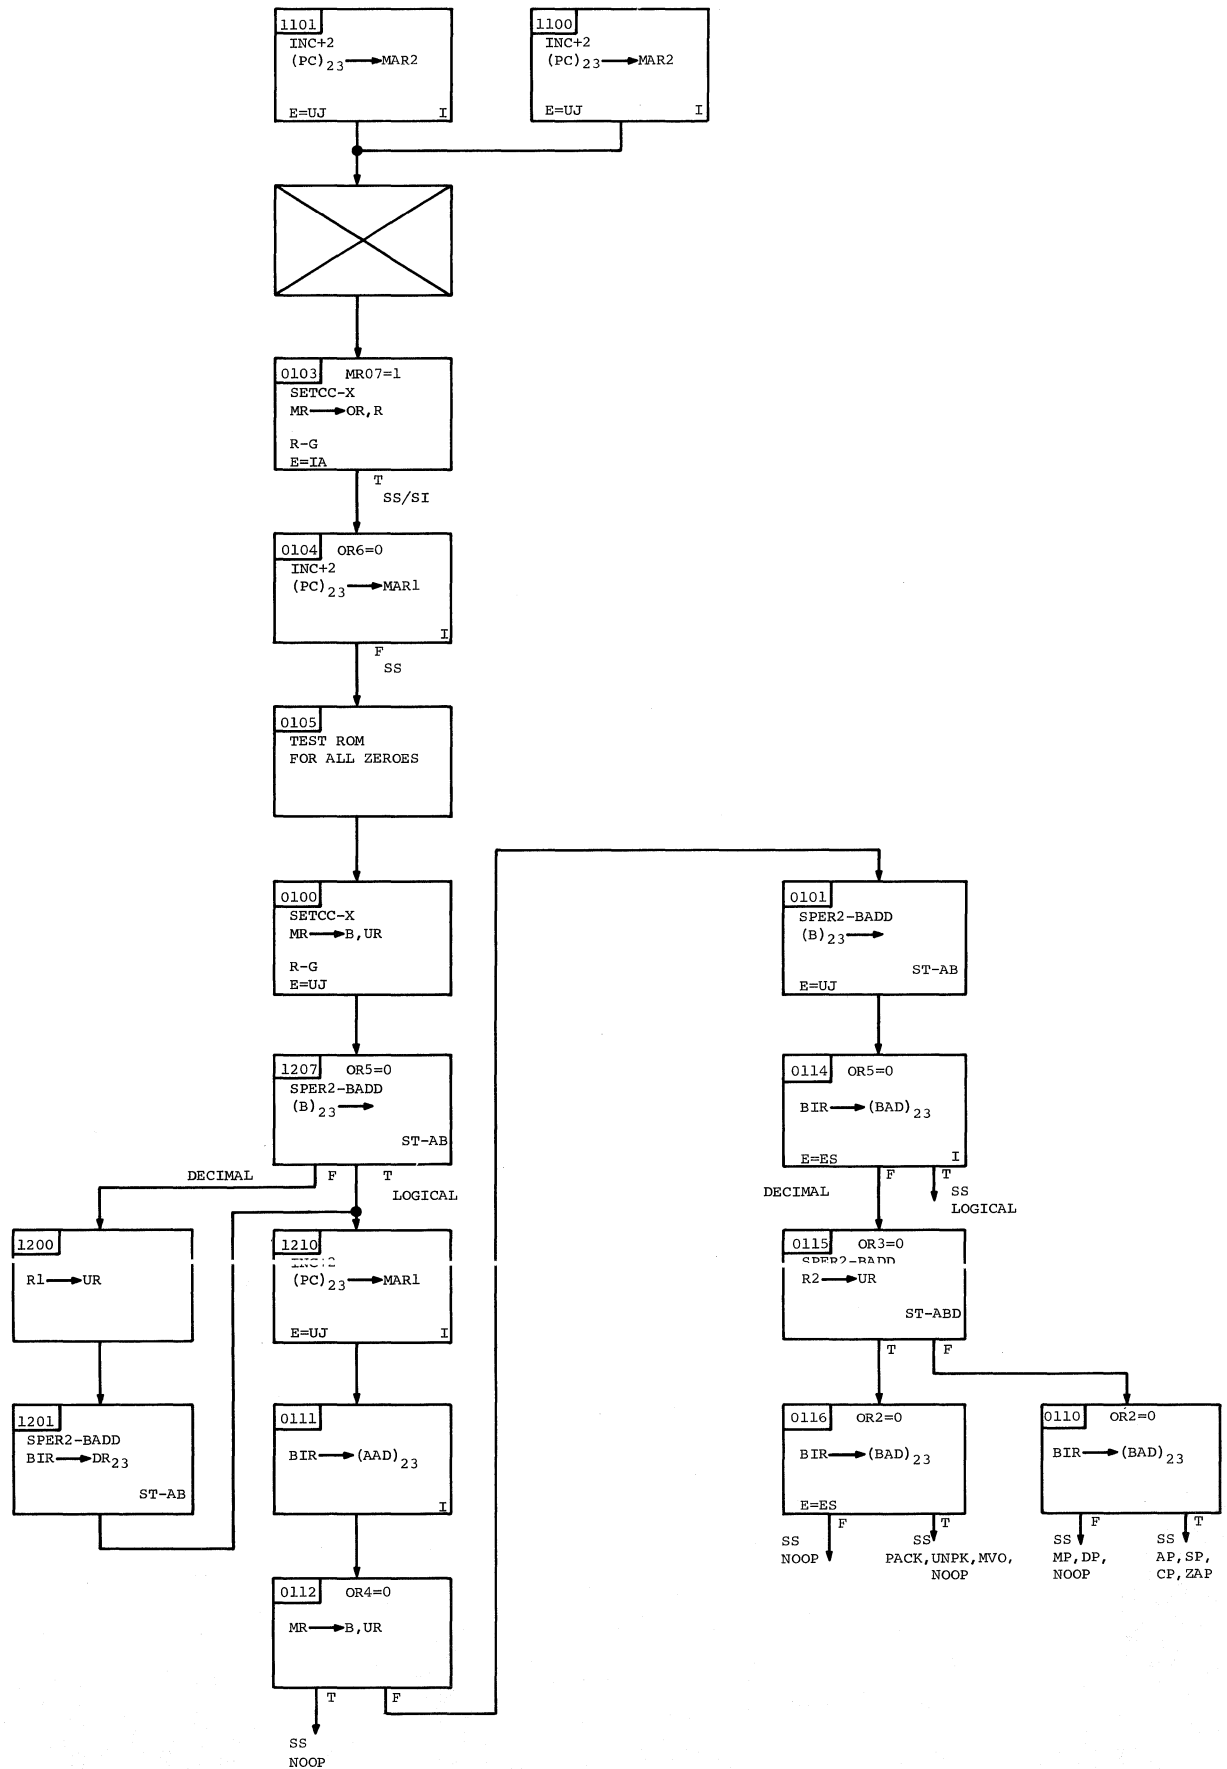 1101
INC+2
(PC)23 → MAR2
E=UJ I
1100
INC+2
(PC)23 → MAR2
E=UJ I
0103 MR07=1
SETCC-X
MR → OR,R
R-G
E=IA
T
SS/SI
0104 OR6=0
INC+2
(PC)23 → MAR1
I
F
SS
0105
TEST ROM
FOR ALL ZEROES
0100
SETCC-X
MR → B,UR
R-G
E=UJ
1207 OR5=0
SPER2-BADD
(B)23 →
ST-AB
DECIMAL F T
LOGICAL
1200
R1 → UR
1201
SPER2-BADD
BIR → DR23
ST-AB
1210
INC+2
(PC)23 → MAR1
E=UJ I
0111
BIR → (AAD)23
I
0112 OR4=0
MR → B,UR
T F
SS
NOOP
0101
SPER2-BADD
(B)23 →
ST-AB
E=UJ
0114 OR5=0
BIR → (BAD)23
E=ES I
F T
DECIMAL SS
LOGICAL
0115 OR3=0
SPER2-BADD
R2 → UR
ST-ABD
T F
0116 OR2=0
BIR → (BAD)23
E=ES
F T
SS
NOOP
SS
PACK,UNPK,MVO,
NOOP
0110 OR2=0
BIR → (BAD)23
F T
SS
MP,DP,
NOOP
SS
AP,SP,
CP,ZAP